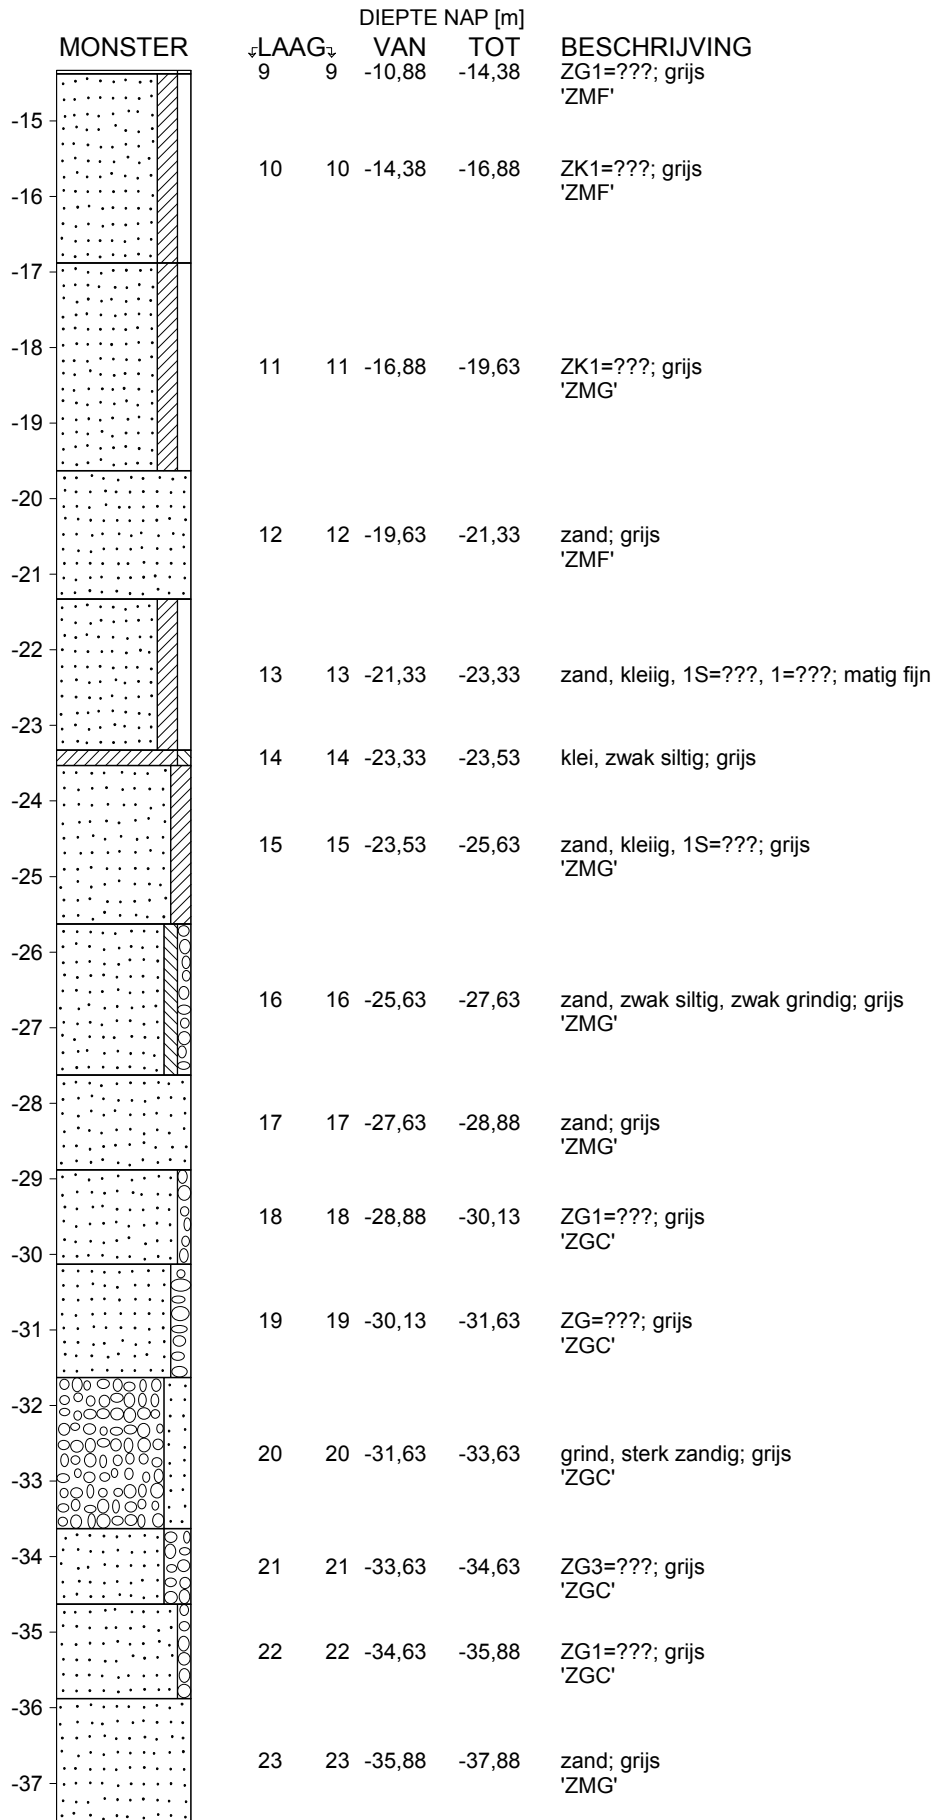 DIEPTE NAP [m]
MONSTER LAAG VAN TOT BESCHRIJVING
9 9 -10,88 -14,38 ZG1=???; grijs
'ZMF'
-15
10 10 -14,38 -16,88 ZK1=???; grijs
'ZMF'
-16
-17
-18
11 11 -16,88 -19,63 ZK1=???; grijs
'ZMG'
-19
-20
12 12 -19,63 -21,33 zand; grijs
'ZMF'
-21
-22
13 13 -21,33 -23,33 zand, kleiig, 1S=???, 1=???; matig fijn
-23
14 14 -23,33 -23,53 klei, zwak siltig; grijs
-24
15 15 -23,53 -25,63 zand, kleiig, 1S=???; grijs
'ZMG'
-25
-26
16 16 -25,63 -27,63 zand, zwak siltig, zwak grindig; grijs
'ZMG'
-27
-28
17 17 -27,63 -28,88 zand; grijs
'ZMG'
-29
18 18 -28,88 -30,13 ZG1=???; grijs
'ZGC'
-30
19 19 -30,13 -31,63 ZG=???; grijs
'ZGC'
-31
-32
20 20 -31,63 -33,63 grind, sterk zandig; grijs
'ZGC'
-33
-34
21 21 -33,63 -34,63 ZG3=???; grijs
'ZGC'
-35
22 22 -34,63 -35,88 ZG1=???; grijs
'ZGC'
-36
23 23 -35,88 -37,88 zand; grijs
'ZMG'
-37